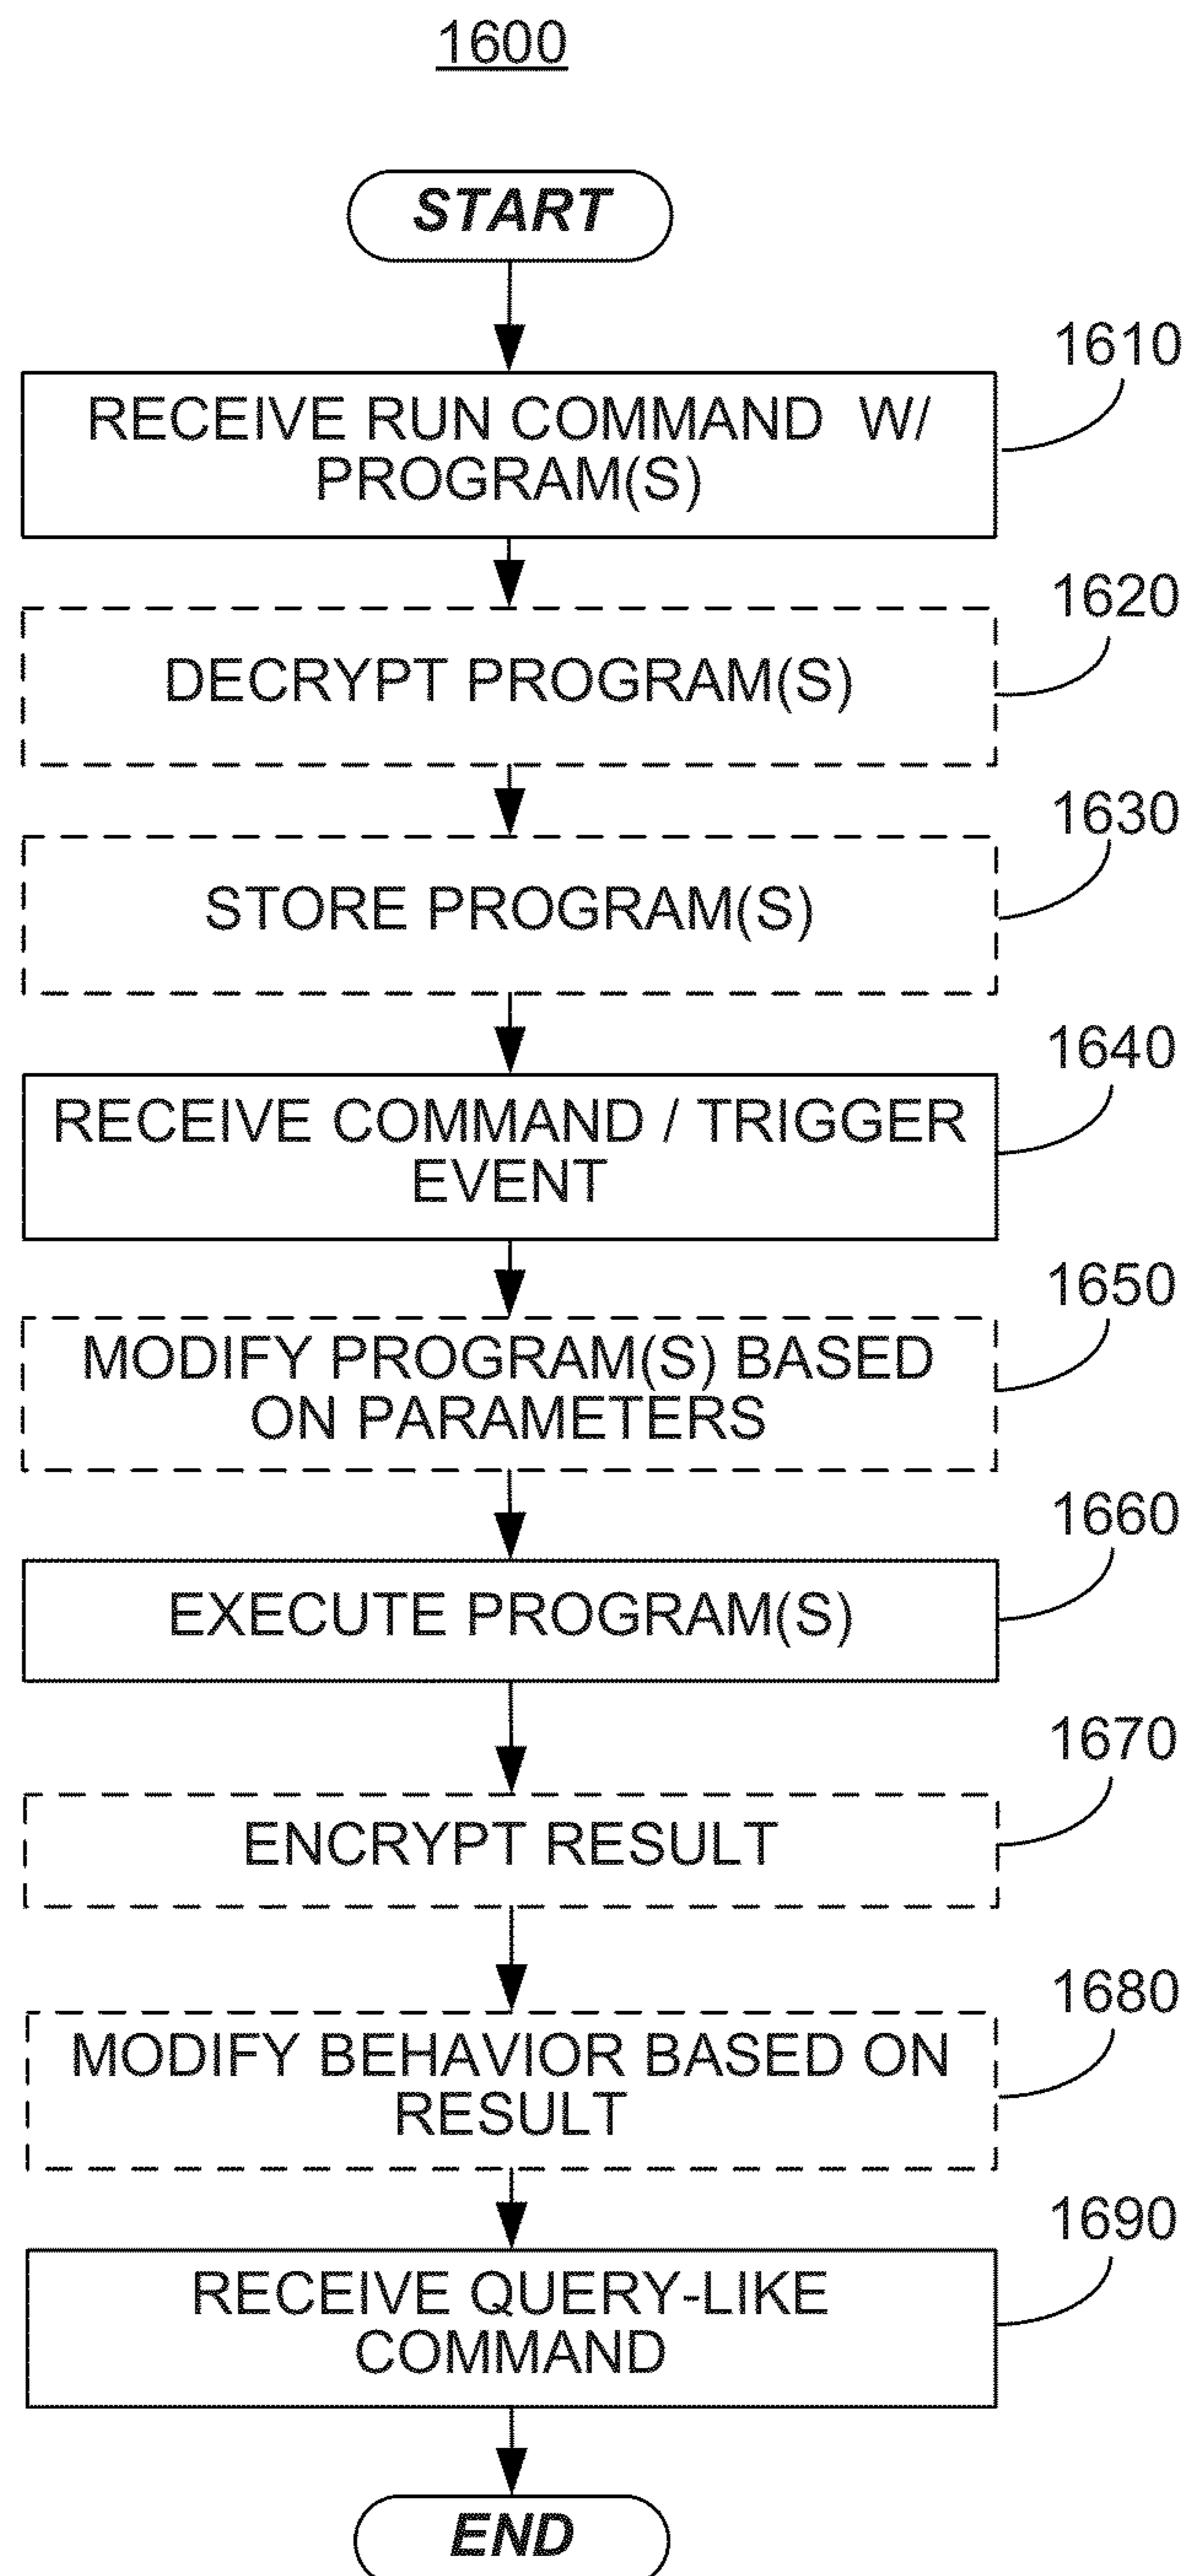 1600
START
1610
RECEIVE RUN COMMAND W/
PROGRAM(S)
1620
DECRYPT PROGRAM(S)
1630
STORE PROGRAM(S)
1640
RECEIVE COMMAND / TRIGGER
EVENT
1650
MODIFY PROGRAM(S) BASED
ON PARAMETERS
1660
EXECUTE PROGRAM(S)
1670
ENCRYPT RESULT
1680
MODIFY BEHAVIOR BASED ON
RESULT
1690
RECEIVE QUERY-LIKE
COMMAND
END